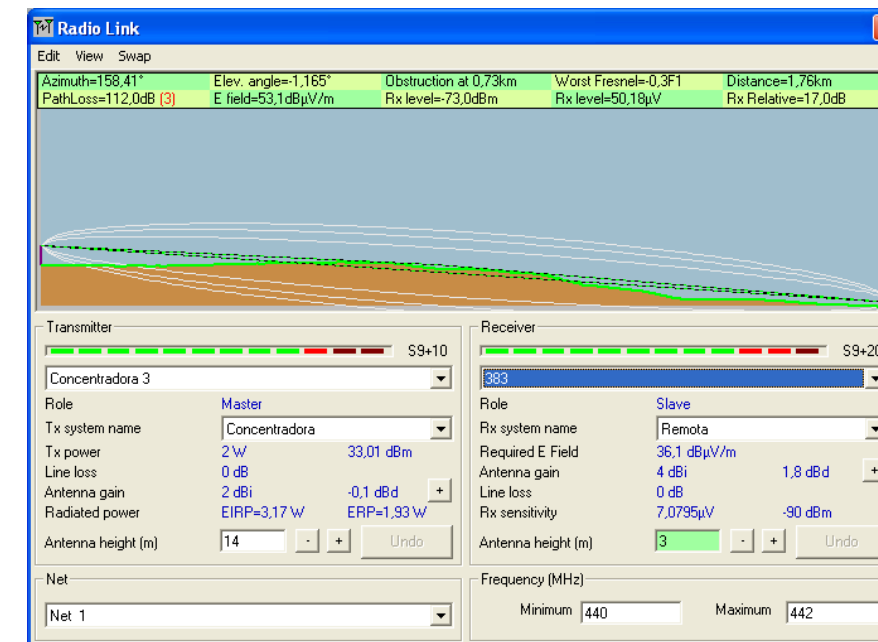 Radio Link
Edit View Swap
Azimuth=158,41° Elev. angle=-1,165° Obstruction at 0,73km Worst Fresnel=-0,3F1 Distance=1,76km
PathLoss=112,0dB (3) E field=53,1dBµV/m Rx level=-73,0dBm Rx level=50,18µV Rx Relative=17,0dB
Transmitter
S9+10
Concentradora 3
Role Master
Tx system name Concentradora
Tx power 2 W 33,01 dBm
Line loss 0 dB
Antenna gain 2 dBi -0,1 dBd +
Radiated power EIRP=3,17 W ERP=1,93 W
Antenna height (m) 14 - + Undo
Net
Net 1
Receiver
S9+20
383
Role Slave
Rx system name Remota
Required E Field 36,1 dBµV/m
Antenna gain 4 dBi 1,8 dBd +
Line loss 0 dB
Rx sensitivity 7,0795µV -90 dBm
Antenna height (m) 3 - + Undo
Frequency (MHz)
Minimum 440 Maximum 442